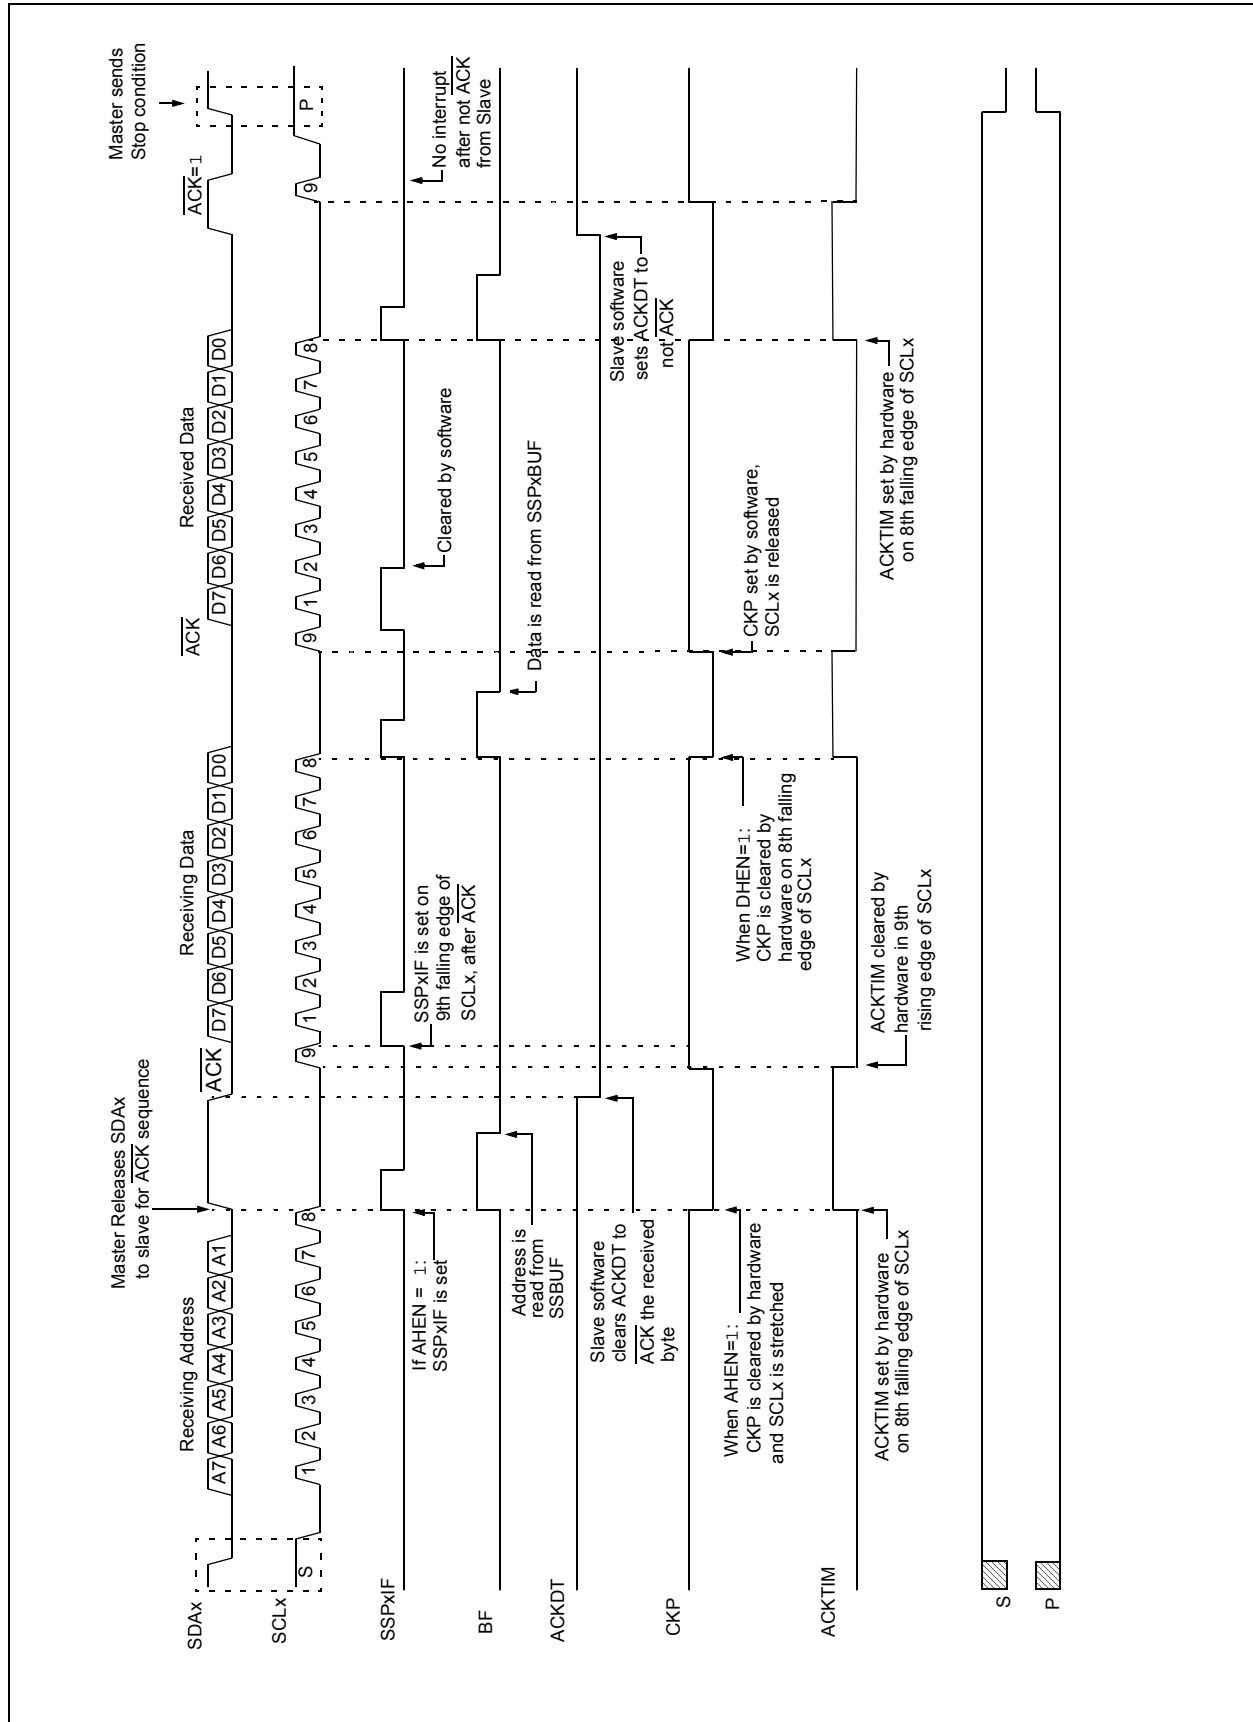 Master Releases SDAx
to slave for ACK sequence
Master sends
Stop condition
Receiving Address
Receiving Data
Received Data
ACK
ACK
ACK=1
SDAx
A7 A6 A5 A4 A3 A2 A1
D7 D6 D5 D4 D3 D2 D1 D0
D7 D6 D5 D4 D3 D2 D1 D0
SCLx
S
1 2 3 4 5 6 7 8 9
1 2 3 4 5 6 7 8 9
1 2 3 4 5 6 7 8 9
P
SSPxIF
If AHEN = 1:
SSPxIF is set
SSPxIF is set on
9th falling edge of
SCLx, after ACK
Cleared by software
No interrupt
after not ACK
from Slave
BF
Address is
read from
SSBUF
Data is read from SSPxBUF
ACKDT
Slave software
clears ACKDT to
ACK the received
byte
Slave software
sets ACKDT to
not ACK
CKP
When AHEN=1:
CKP is cleared by hardware
and SCLx is stretched
When DHEN=1:
CKP is cleared by
hardware on 8th falling
edge of SCLx
CKP set by software,
SCLx is released
ACKTIM
ACKTIM set by hardware
on 8th falling edge of SCLx
ACKTIM cleared by
hardware in 9th
rising edge of SCLx
ACKTIM set by hardware
on 8th falling edge of SCLx
S
P